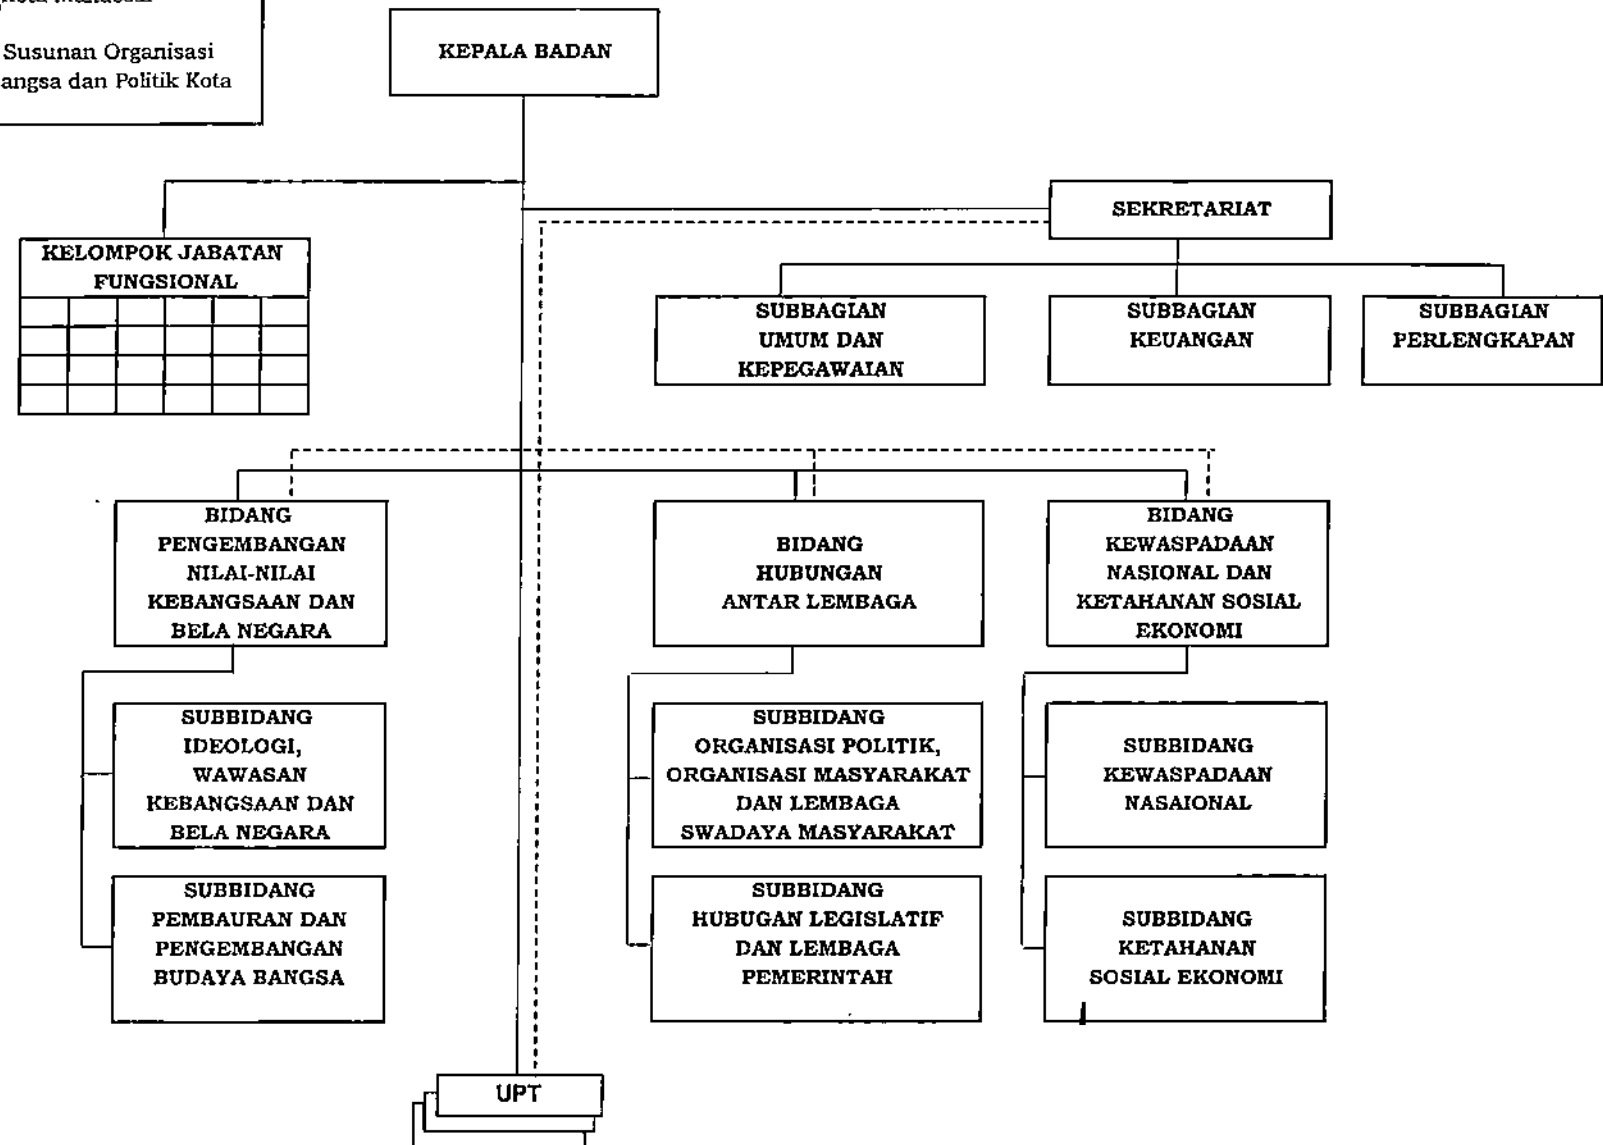 Susunan Organisasi
angsa dan Politik Kota
KEPALA BADAN
SEKRETARIAT
KELOMPOK JABATAN
FUNGSIONAL
SUBBAGIAN
UMUM DAN
KEPEGAWAIAN
SUBBAGIAN
KEUANGAN
SUBBAGIAN
PERLENGKAPAN
BIDANG
PENGEMBANGAN
NILAI-NILAI
KEBANGSAAN DAN
BELA NEGARA
BIDANG
HUBUNGAN
ANTAR LEMBAGA
BIDANG
KEWASPADAAN
NASIONAL DAN
KETAHANAN SOSIAL
EKONOMI
SUBBIDANG
IDEOLOGI,
WAWASAN
KEBANGSAAN DAN
BELA NEGARA
SUBBIDANG
ORGANISASI POLITIK,
ORGANISASI MASYARAKAT
DAN LEMBAGA
SWADAYA MASYARAKAT
SUBBIDANG
KEWASPADAAN
NASAIONAL
SUBBIDANG
PEMBAURAN DAN
PENGEMBANGAN
BUDAYA BANGSA
SUBBIDANG
HUBUGAN LEGISLATIF
DAN LEMBAGA
PEMERINTAH
SUBBIDANG
KETAHANAN
SOSIAL EKONOMI
UPT